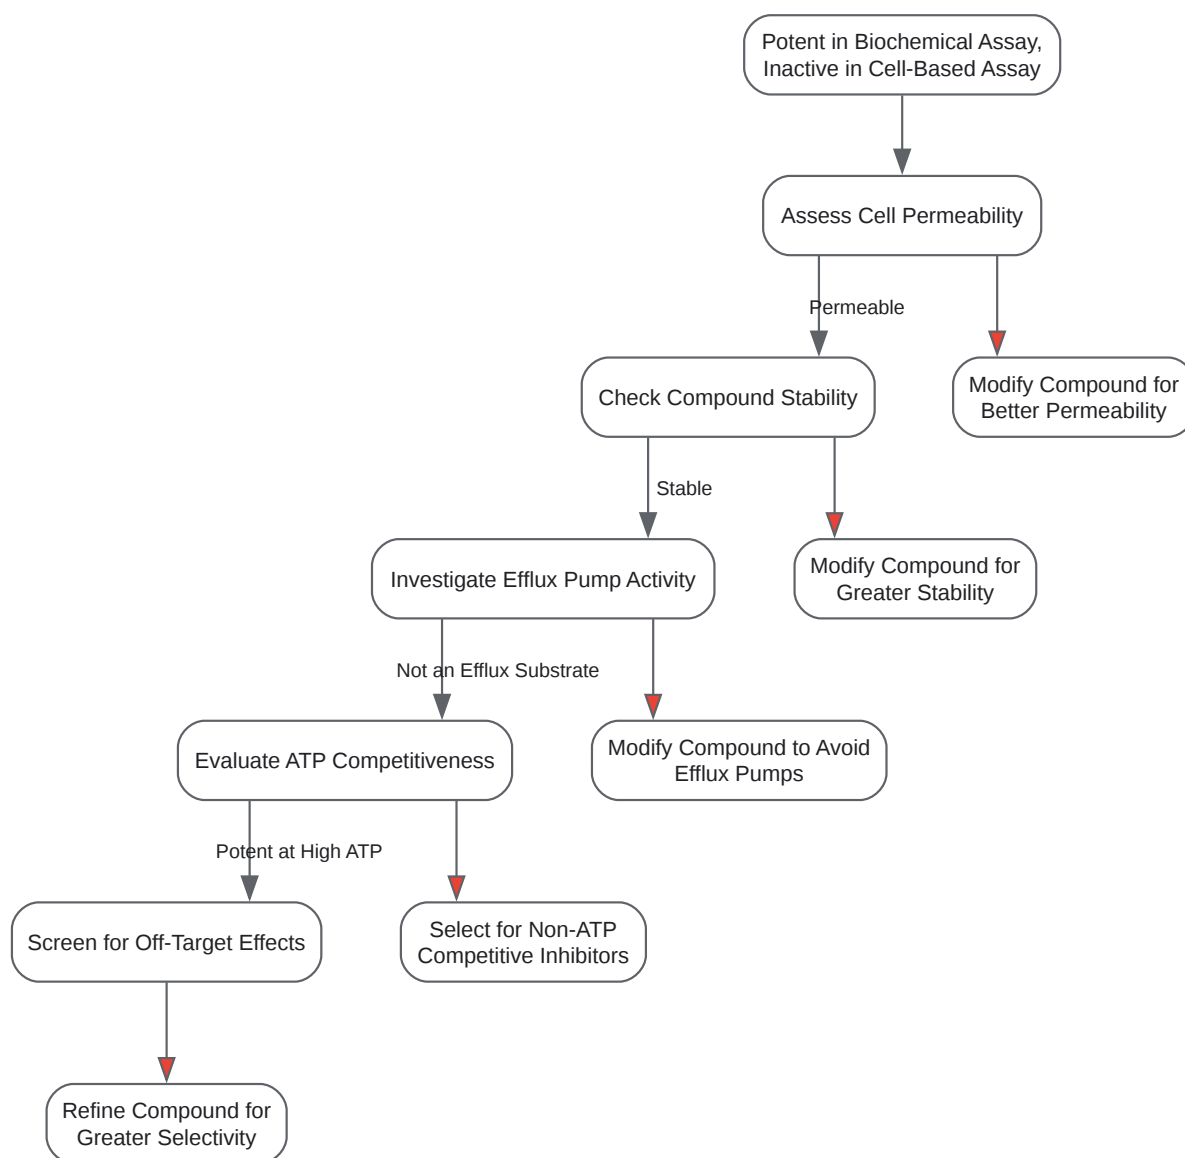 Potent in Biochemical Assay,
Inactive in Cell-Based Assay
Assess Cell Permeability
Permeable
Check Compound Stability
Modify Compound for
Better Permeability
Stable
Investigate Efflux Pump Activity
Modify Compound for
Greater Stability
Not an Efflux Substrate
Evaluate ATP Competitiveness
Modify Compound to Avoid
Efflux Pumps
Potent at High ATP
Screen for Off-Target Effects
Select for Non-ATP
Competitive Inhibitors
Refine Compound for
Greater Selectivity